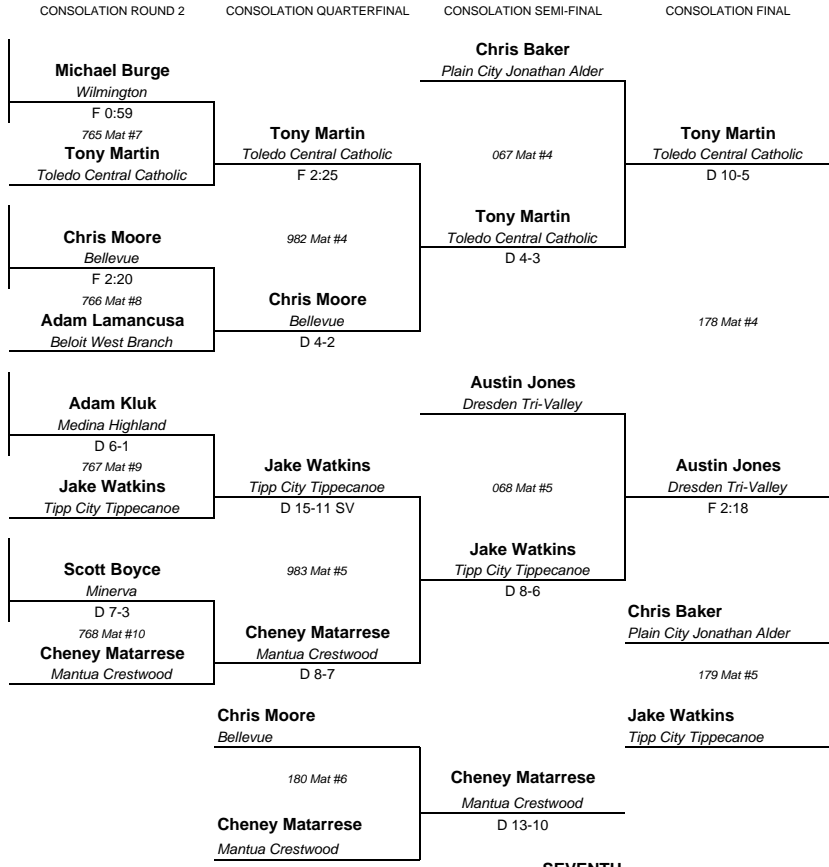 CONSOLATION ROUND 2
CONSOLATION QUARTERFINAL
CONSOLATION SEMI-FINAL
CONSOLATION FINAL
Chris Baker
Plain City Jonathan Alder
Michael Burge
Wilmington
F 0:59
765 Mat #7
Tony Martin
Toledo Central Catholic
Tony Martin
Toledo Central Catholic
F 2:25
067 Mat #4
Tony Martin
Toledo Central Catholic
D 10-5
Chris Moore
Bellevue
F 2:20
766 Mat #8
Adam Lamancusa
Beloit West Branch
982 Mat #4
Tony Martin
Toledo Central Catholic
D 4-3
Chris Moore
Bellevue
D 4-2
178 Mat #4
Austin Jones
Dresden Tri-Valley
Adam Kluk
Medina Highland
D 6-1
767 Mat #9
Jake Watkins
Tipp City Tippecanoe
Jake Watkins
Tipp City Tippecanoe
D 15-11 SV
068 Mat #5
Austin Jones
Dresden Tri-Valley
F 2:18
Scott Boyce
Minerva
D 7-3
768 Mat #10
Cheney Matarrese
Mantua Crestwood
983 Mat #5
Jake Watkins
Tipp City Tippecanoe
D 8-6
Cheney Matarrese
Mantua Crestwood
D 8-7
Chris Baker
Plain City Jonathan Alder
179 Mat #5
Jake Watkins
Tipp City Tippecanoe
Chris Moore
Bellevue
180 Mat #6
Cheney Matarrese
Mantua Crestwood
Cheney Matarrese
Mantua Crestwood
D 13-10
SEVENTH